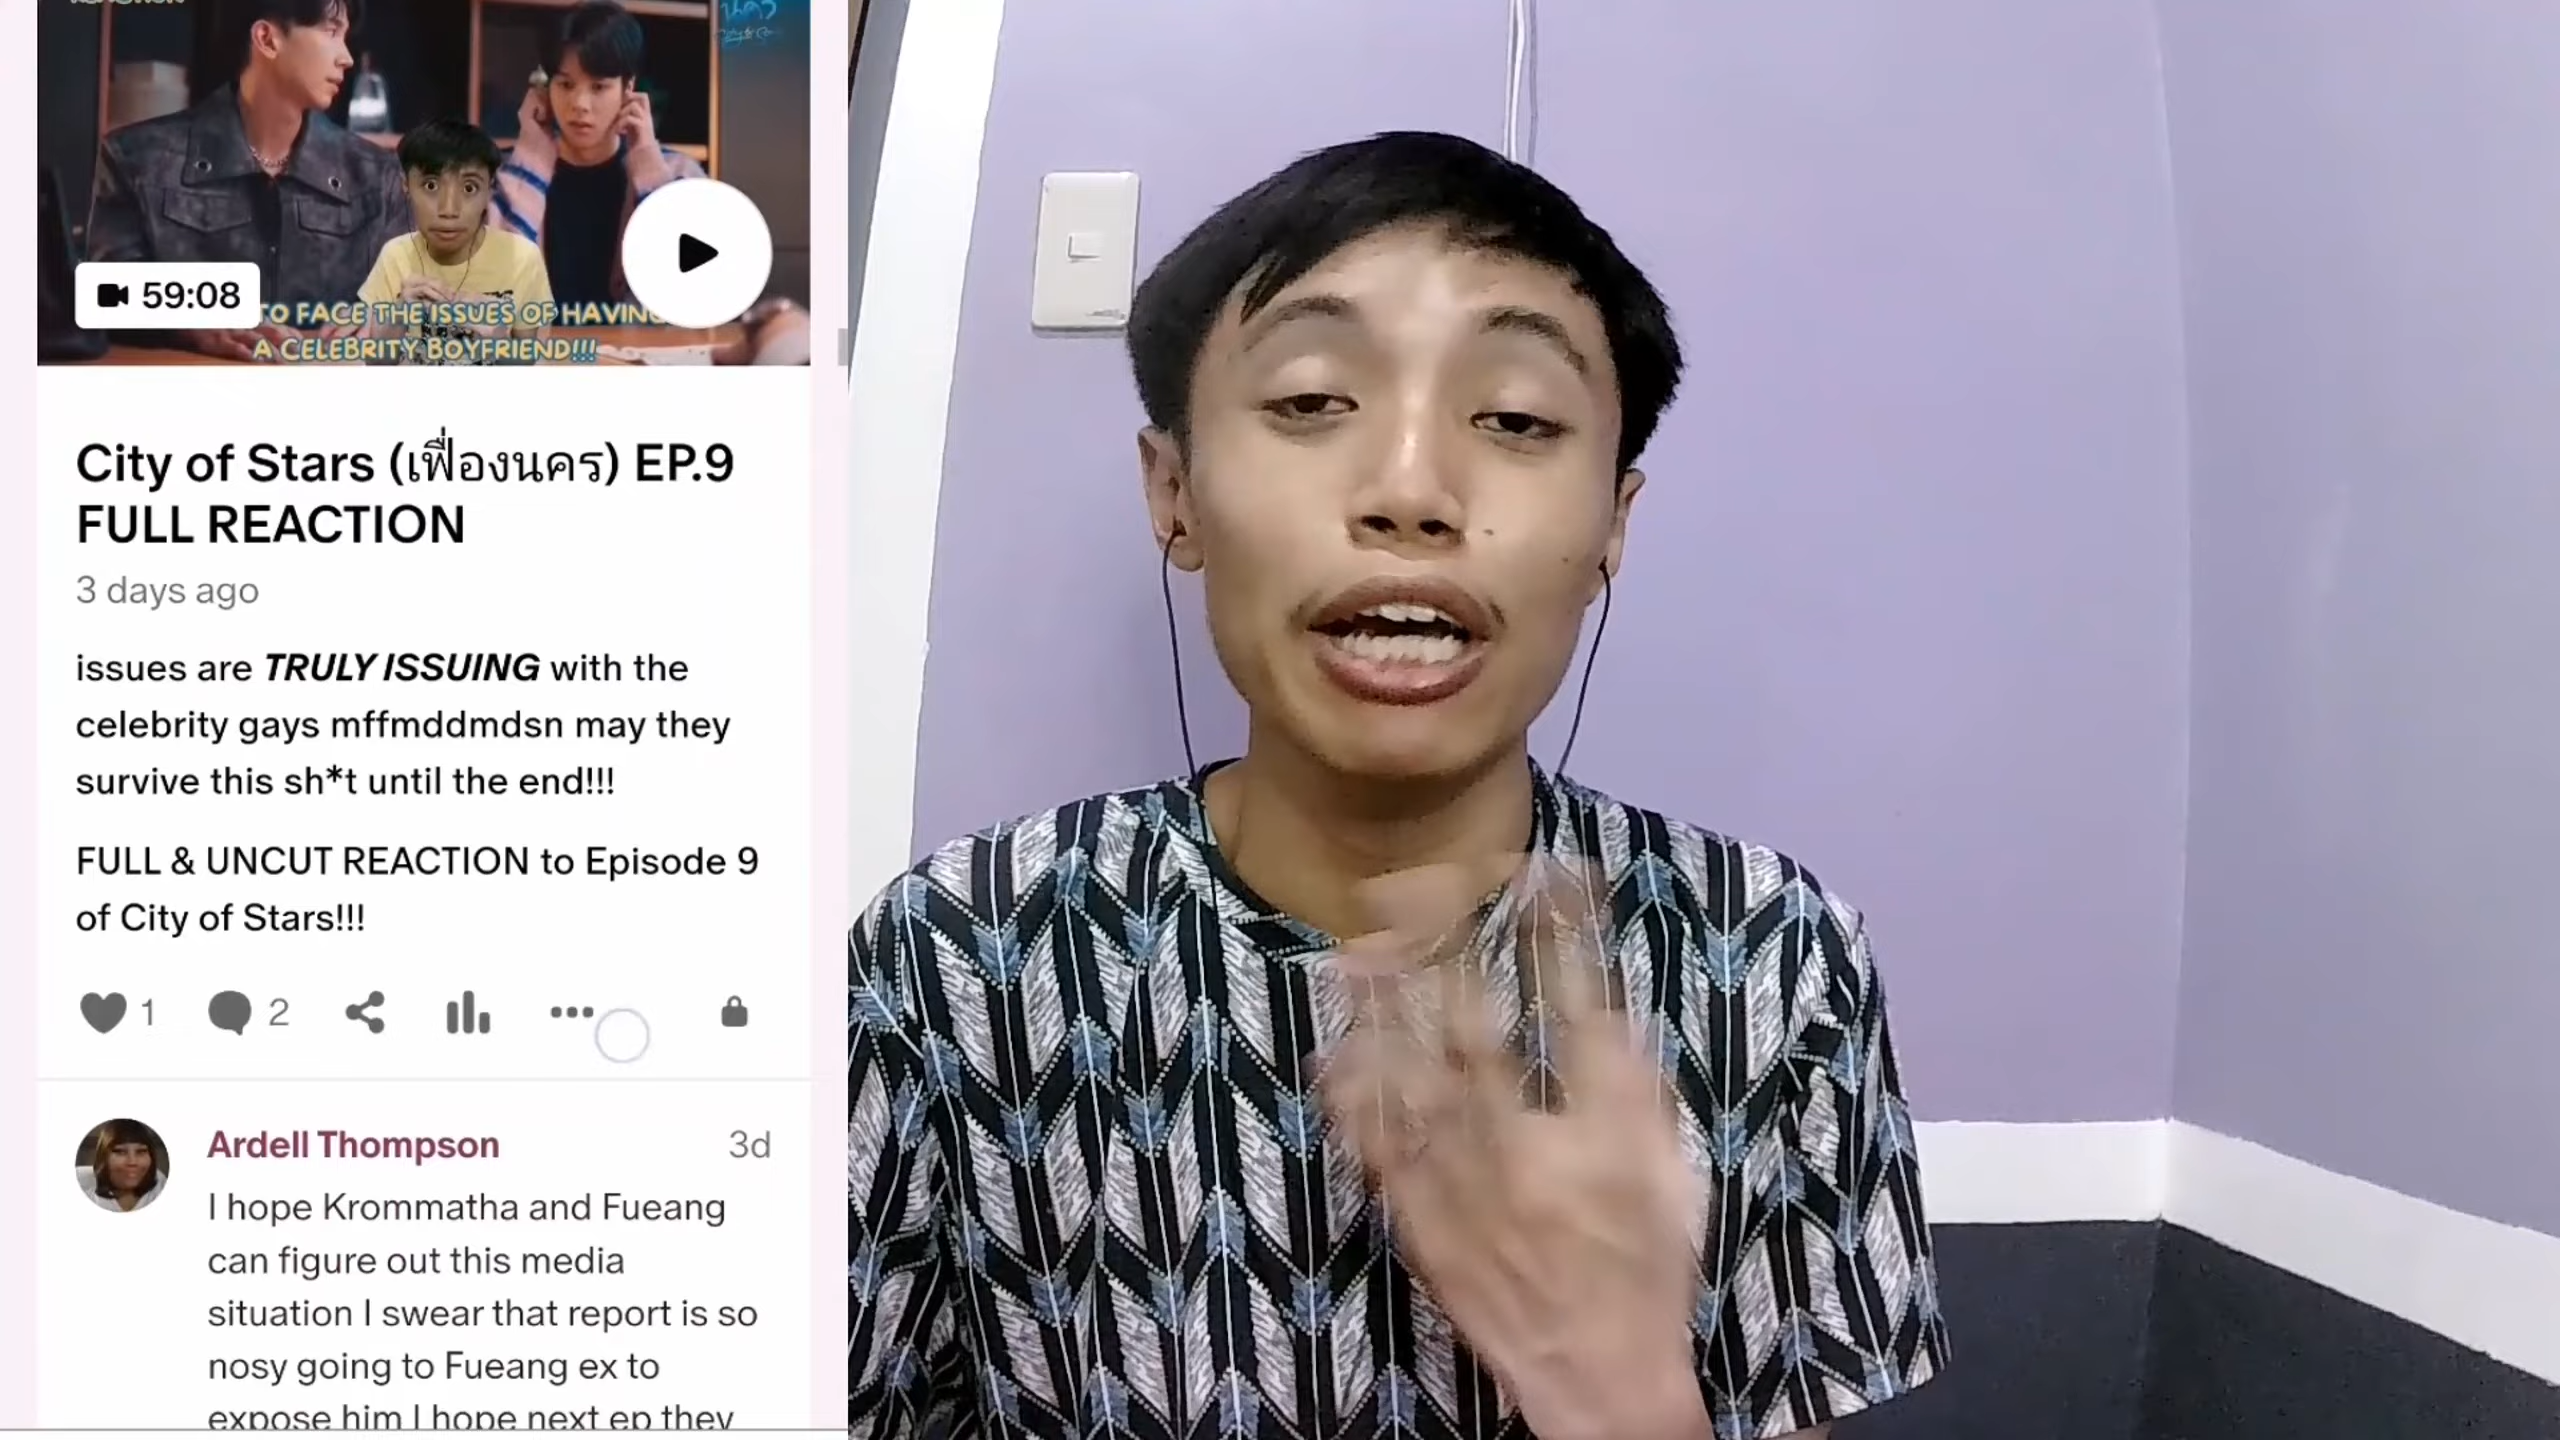 REACTION
นคร
59:08
TO FACE THE ISSUES OF HAVING
A CELEBRITY BOYFRIEND!!!
City of Stars (เฟื่องนคร) EP.9
FULL REACTION
3 days ago
issues are TRULY ISSUING with the
celebrity gays mffmddmdsn may they
survive this sh*t until the end!!!
FULL & UNCUT REACTION to Episode 9
of City of Stars!!!
1 2
Ardell Thompson 3d
I hope Krommatha and Fueang
can figure out this media
situation I swear that report is so
nosy going to Fueang ex to
expose him I hope next ep they